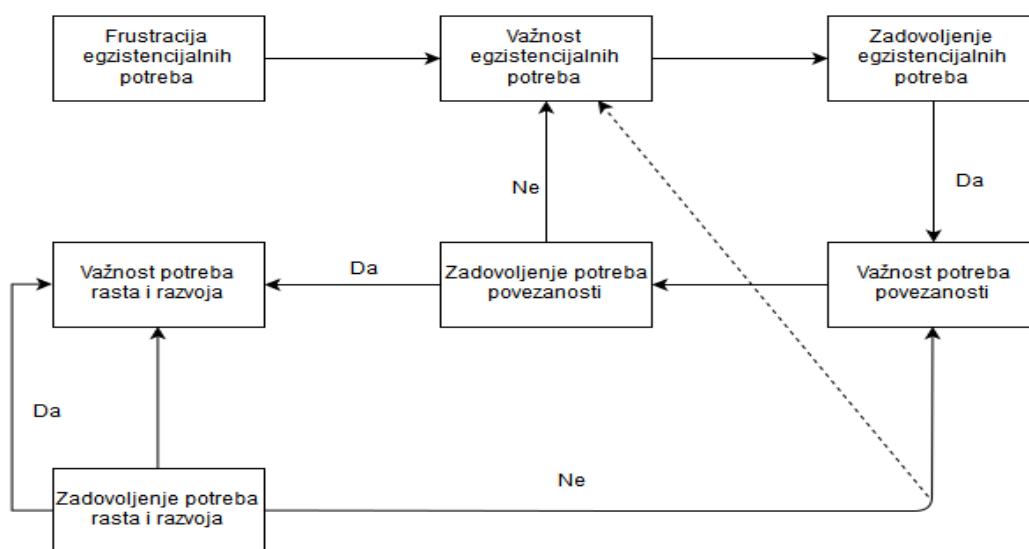 Frustracija
egzistencijalnih
potreba
Važnost
egzistencijalnih
potreba
Zadovoljenje
egzistencijalnih
potreba
Ne
Da
Važnost potreba
rasta i razvoja
Da
Zadovoljenje potreba
povezanosti
Važnost potreba
povezanosti
Da
Zadovoljenje potreba
rasta i razvoja
Ne